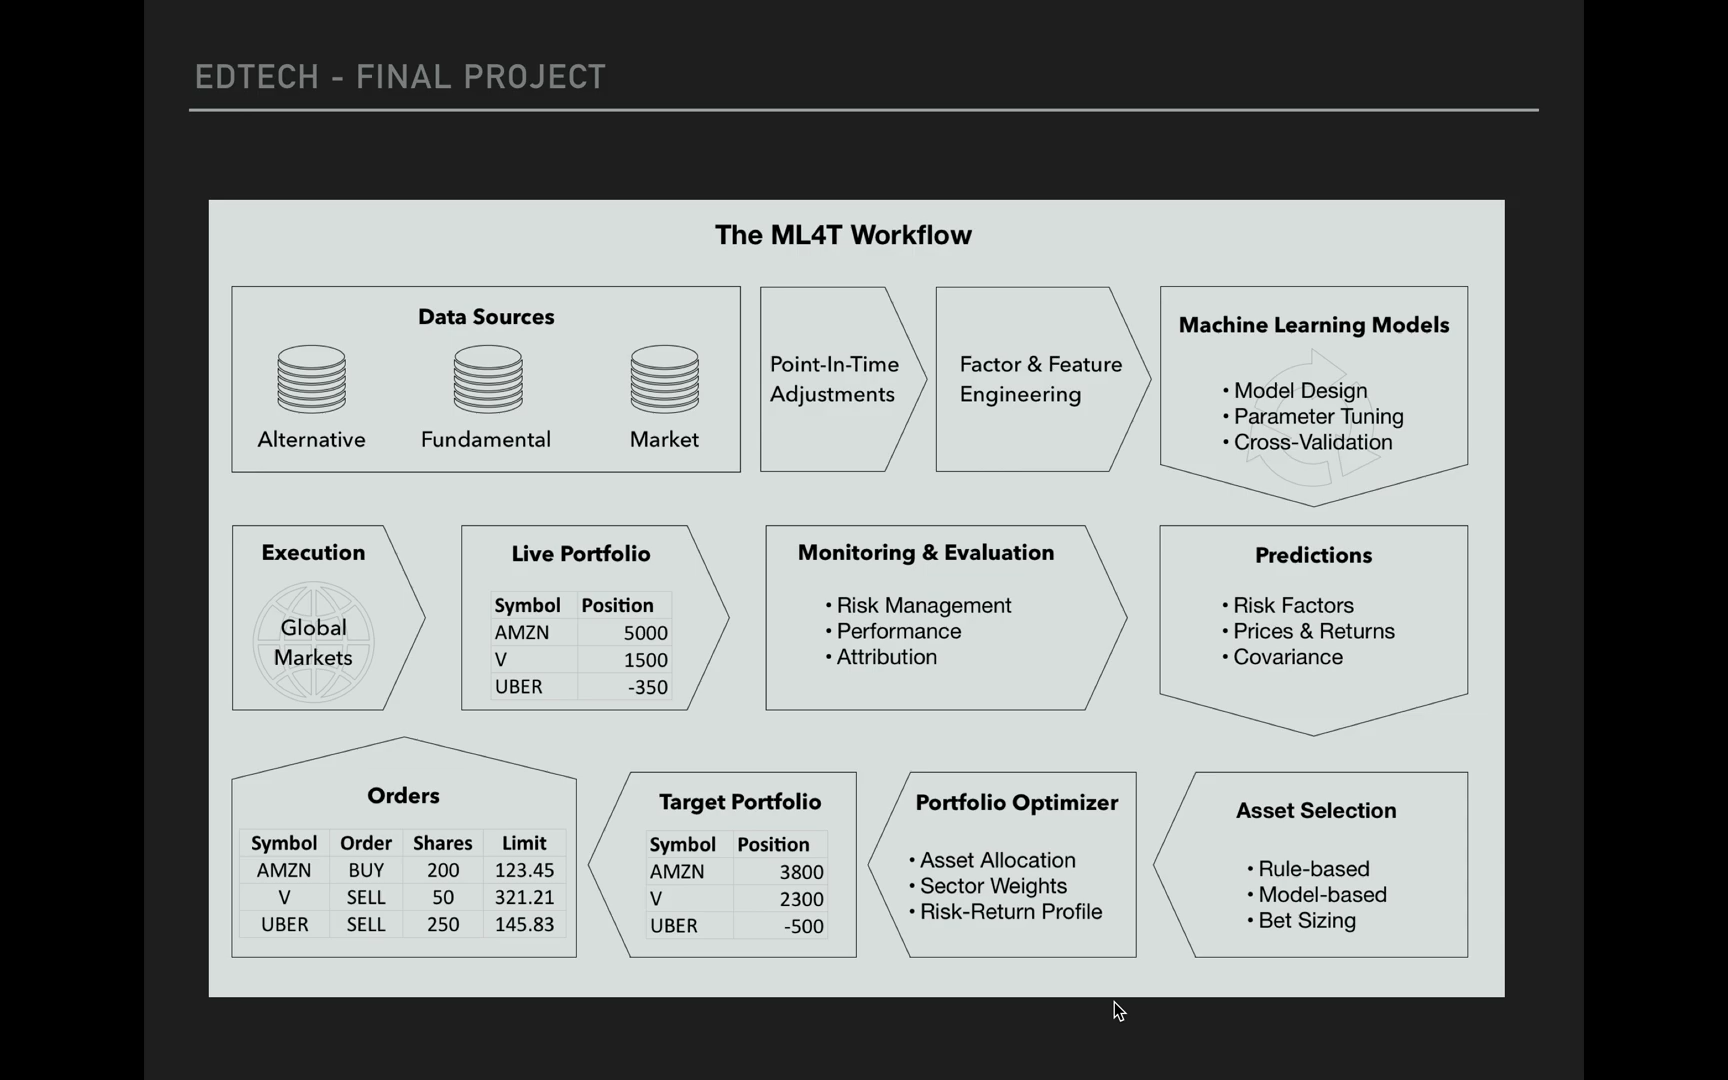 EDTECH - FINAL PROJECT
The ML4T Workflow
Data Sources
Alternative Fundamental Market
Point-In-Time
Adjustments
Factor & Feature
Engineering
Machine Learning Models
• Model Design
• Parameter Tuning
• Cross-Validation
Execution
Global
Markets
Live Portfolio
Symbol Position
AMZN 5000
V 1500
UBER -350
Monitoring & Evaluation
• Risk Management
• Performance
• Attribution
Predictions
• Risk Factors
• Prices & Returns
• Covariance
Orders
Symbol Order Shares Limit
AMZN BUY 200 123.45
V SELL 50 321.21
UBER SELL 250 145.83
Target Portfolio
Symbol Position
AMZN 3800
V 2300
UBER -500
Portfolio Optimizer
• Asset Allocation
• Sector Weights
• Risk-Return Profile
Asset Selection
• Rule-based
• Model-based
• Bet Sizing